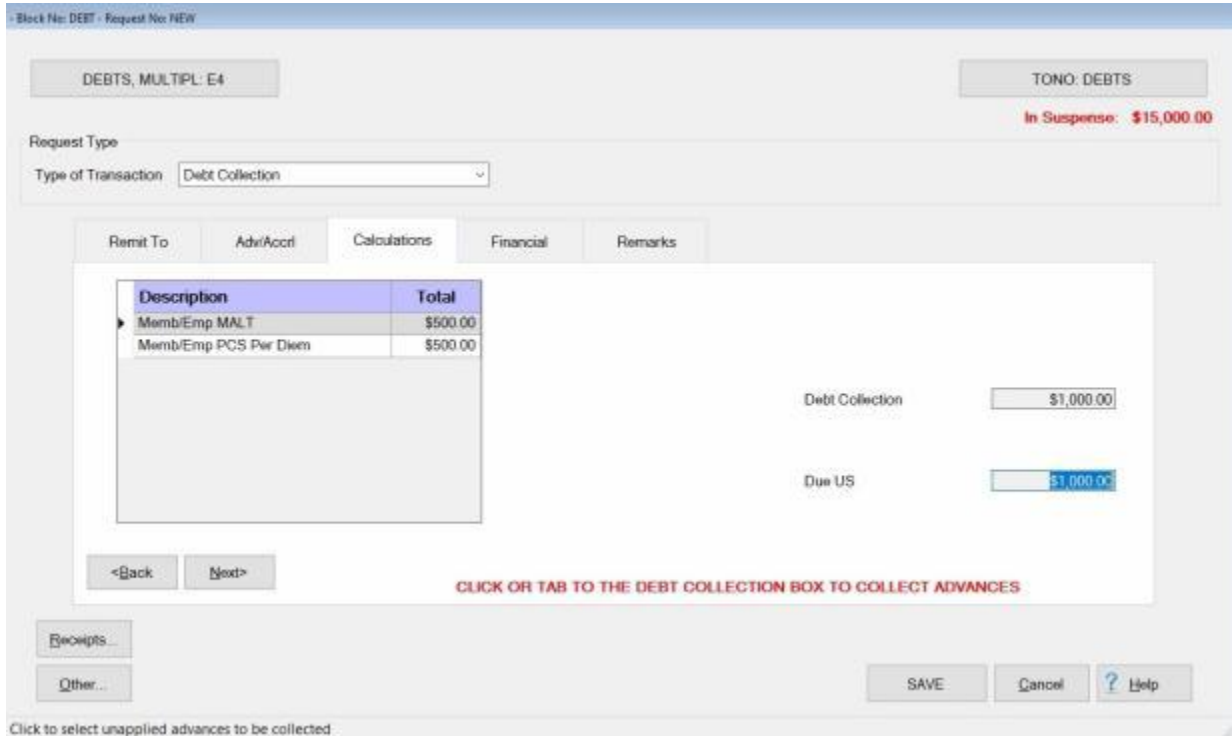 - Block No: DEBT - Request No: NEW
DEBTS, MULTIPL: E4
TONO: DEBTS
In Suspense: $15,000.00
Request Type
Type of Transaction Debt Collection
Remit To Adv/Accrl Calculations Financial Remarks
Description Total
Memb/Emp MALT $500.00
Memb/Emp PCS Per Diem $500.00
Debt Collection $1,000.00
Due US $1,000.00
<Back Next>
CLICK OR TAB TO THE DEBT COLLECTION BOX TO COLLECT ADVANCES
Receipts...
Other...
SAVE Cancel ? Help
Click to select unapplied advances to be collected